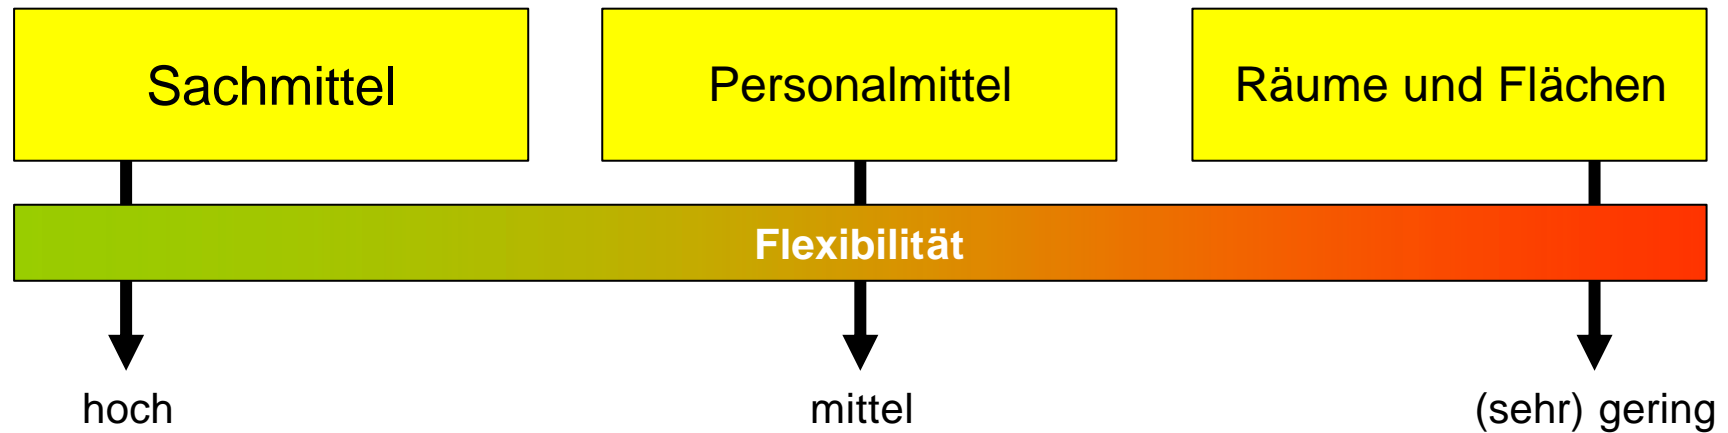 Sachmittel
Personalmittel
Räume und Flächen
Flexibilität
hoch
mittel
(sehr) gering